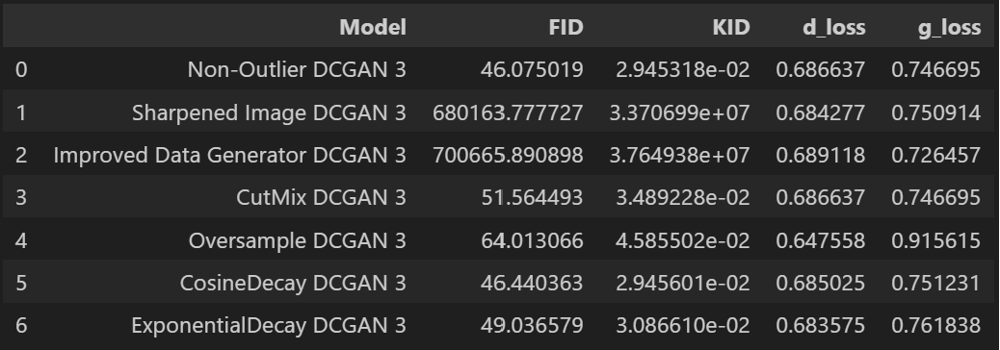 Model FID KID d_loss g_loss
0 Non-Outlier DCGAN 3 46.075019 2.945318e-02 0.686637 0.746695
1 Sharpened Image DCGAN 3 680163.777727 3.370699e+07 0.684277 0.750914
2 Improved Data Generator DCGAN 3 700665.890898 3.764938e+07 0.689118 0.726457
3 CutMix DCGAN 3 51.564493 3.489228e-02 0.686637 0.746695
4 Oversample DCGAN 3 64.013066 4.585502e-02 0.647558 0.915615
5 CosineDecay DCGAN 3 46.440363 2.945601e-02 0.685025 0.751231
6 ExponentialDecay DCGAN 3 49.036579 3.086610e-02 0.683575 0.761838